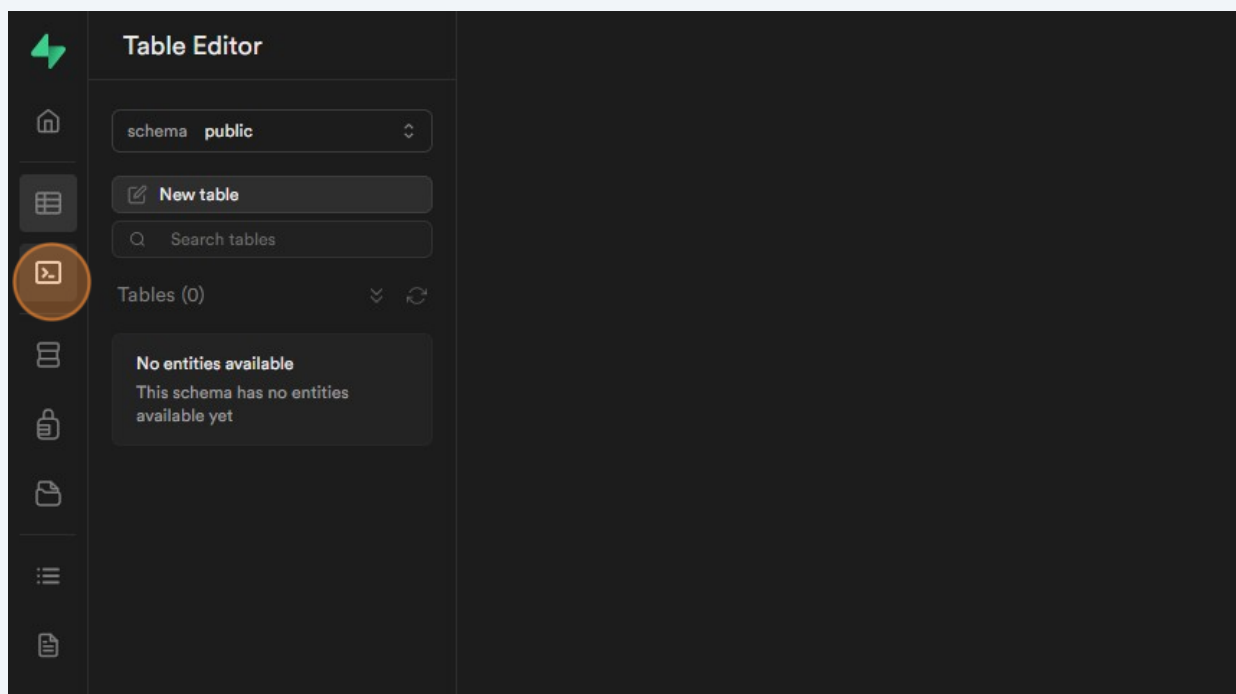 Table Editor
schema public
New table
Search tables
Tables (0)
No entities available
This schema has no entities
available yet